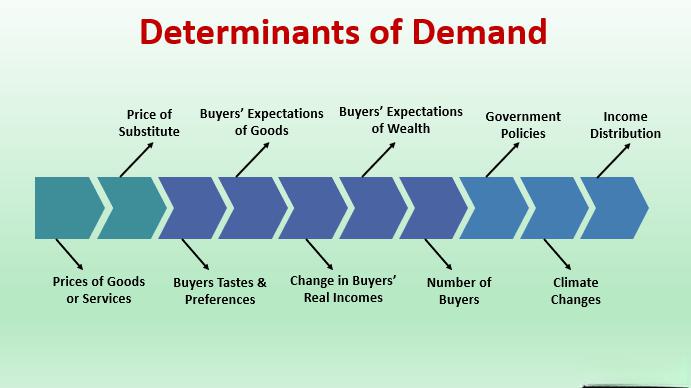 Determinants of Demand
Price of
Substitute
Buyers’ Expectations
of Goods
Buyers’ Expectations
of Wealth
Government
Policies
Income
Distribution
Prices of Goods
or Services
Buyers Tastes &
Preferences
Change in Buyers’
Real Incomes
Number of
Buyers
Climate
Changes